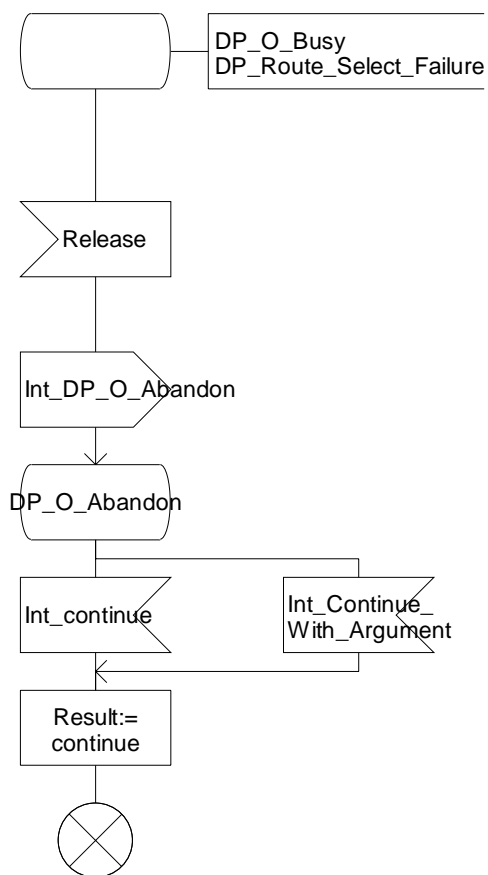 DP_O_Busy
DP_Route_Select_Failure
Release
Int_DP_O_Abandon
DP_O_Abandon
Int_continue
Int_Continue_
With_Argument
Result:=
continue